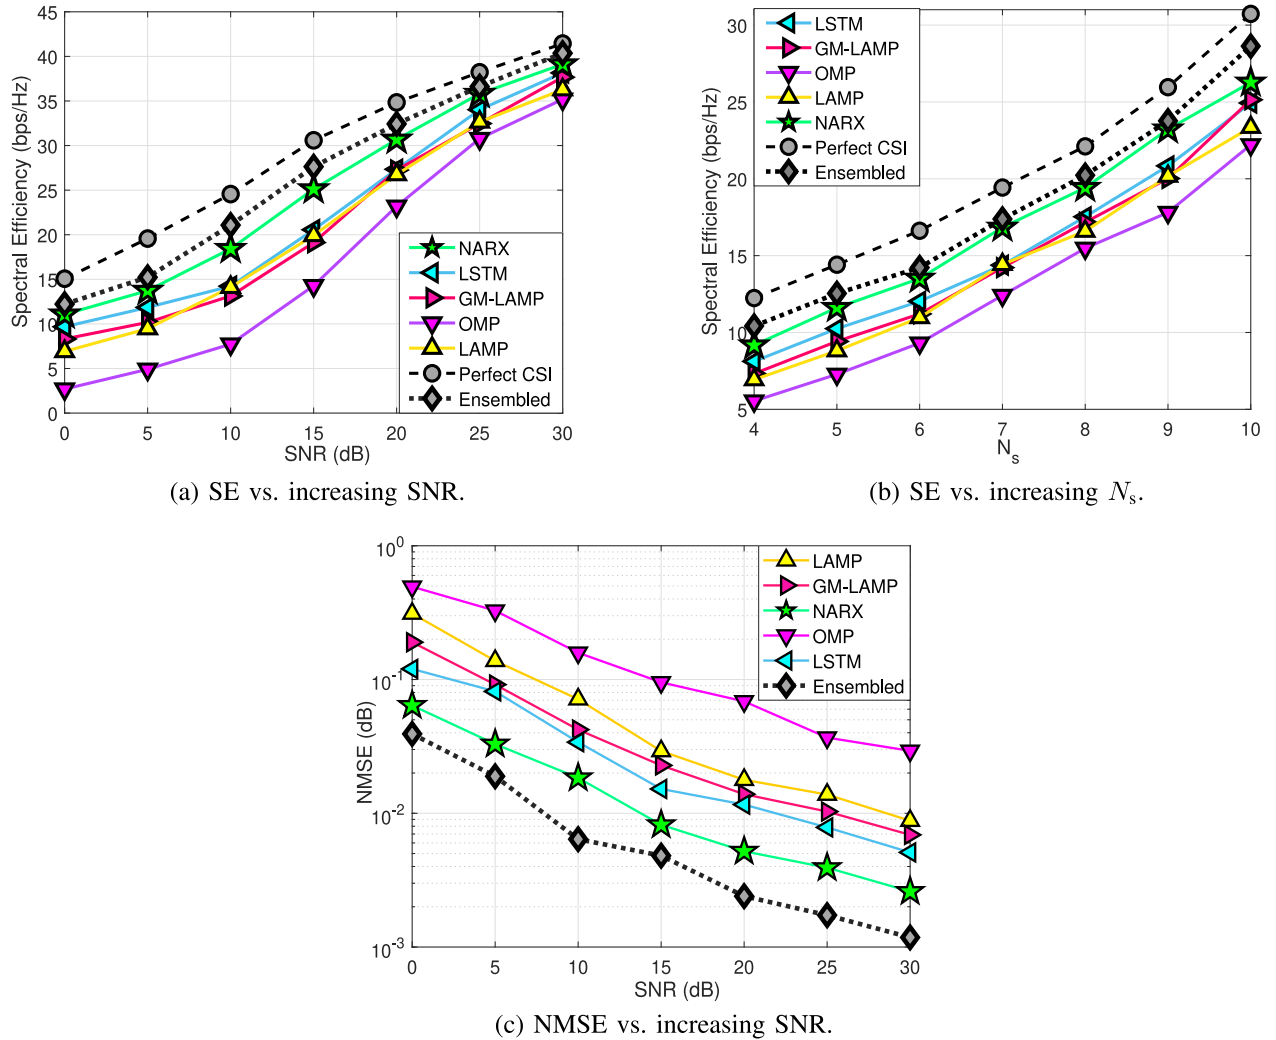 45
40
35
30
25
20
15
10
5
0
Spectral Efficiency (bps/Hz)
NARX
LSTM
GM-LAMP
OMP
LAMP
Perfect CSI
Ensembled
0 5 10 15 20 25 30
SNR (dB)
(a) SE vs. increasing SNR.
30
25
20
15
10
5
Spectral Efficiency (bps/Hz)
LSTM
GM-LAMP
OMP
LAMP
NARX
Perfect CSI
Ensembled
4 5 6 7 8 9 10
Ns
(b) SE vs. increasing Ns.
10^0
10^-1
10^-2
10^-3
NMSE (dB)
LAMP
GM-LAMP
NARX
OMP
LSTM
Ensembled
0 5 10 15 20 25 30
SNR (dB)
(c) NMSE vs. increasing SNR.